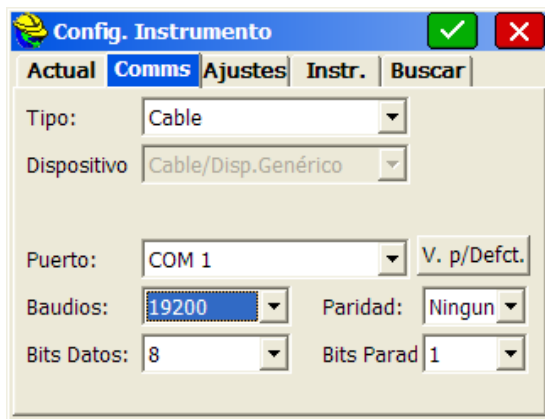 Config. Instrumento
Actual Comms Ajustes Instr. Buscar
Tipo: Cable
Dispositivo Cable/Disp.Genérico
Puerto: COM 1 V. p/Defct.
Baudios: 19200 Paridad: Ningun
Bits Datos: 8 Bits Parad 1